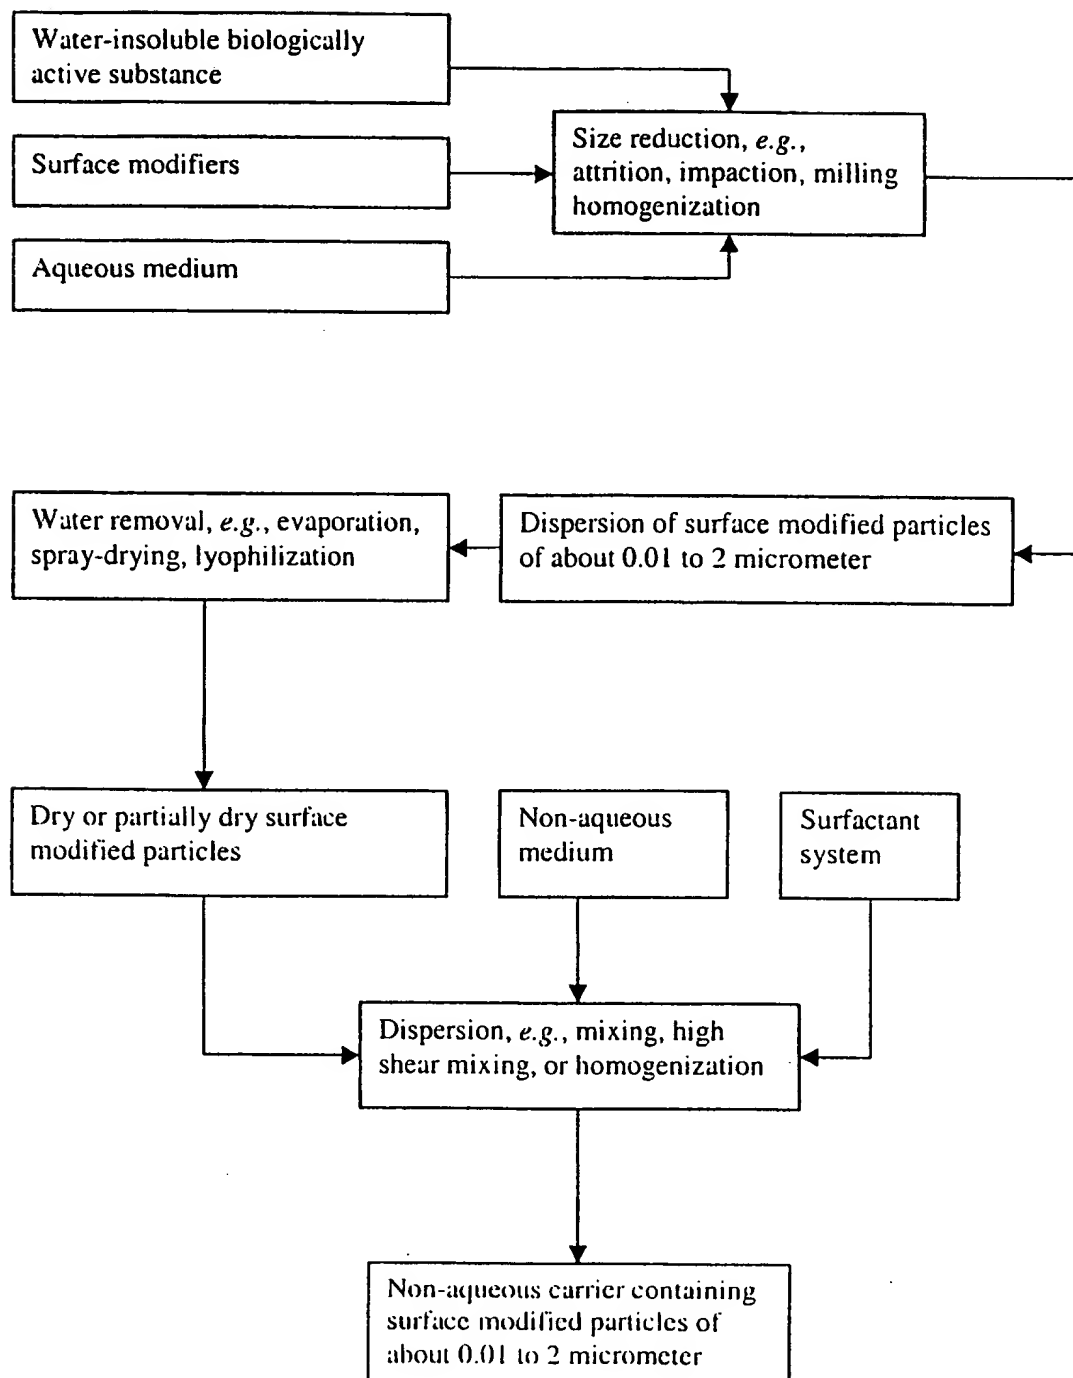 Water-insoluble biologically
active substance
Surface modifiers
Aqueous medium
Size reduction, e.g.,
attrition, impaction, milling
homogenization
Water removal, e.g., evaporation,
spray-drying, lyophilization
Dispersion of surface modified particles
of about 0.01 to 2 micrometer
Dry or partially dry surface
modified particles
Non-aqueous
medium
Surfactant
system
Dispersion, e.g., mixing, high
shear mixing, or homogenization
Non-aqueous carrier containing
surface modified particles of
about 0.01 to 2 micrometer